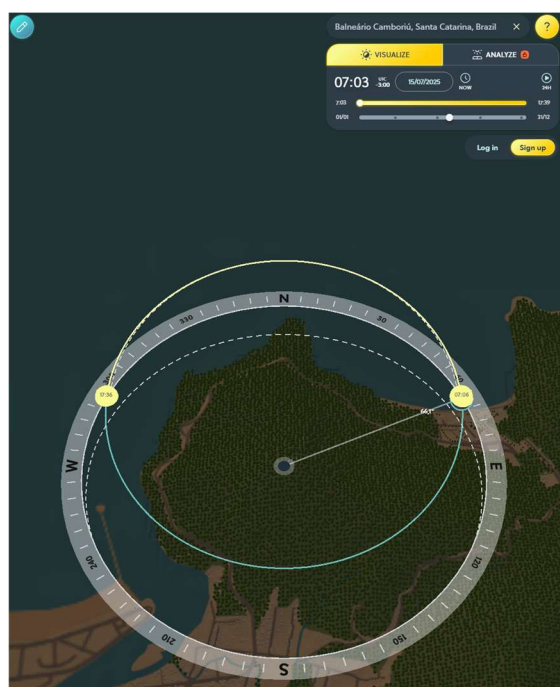 Balneário Camboriú, Santa Catarina, Brazil
VISUALIZE
ANALYZE
07:03
UTC
-3:00
15/07/2025
NOW
24H
7:03
17:39
01/01
31/12
Log in
Sign up
N
330
30
17:36
07:06
W
E
240
120
210
150
S